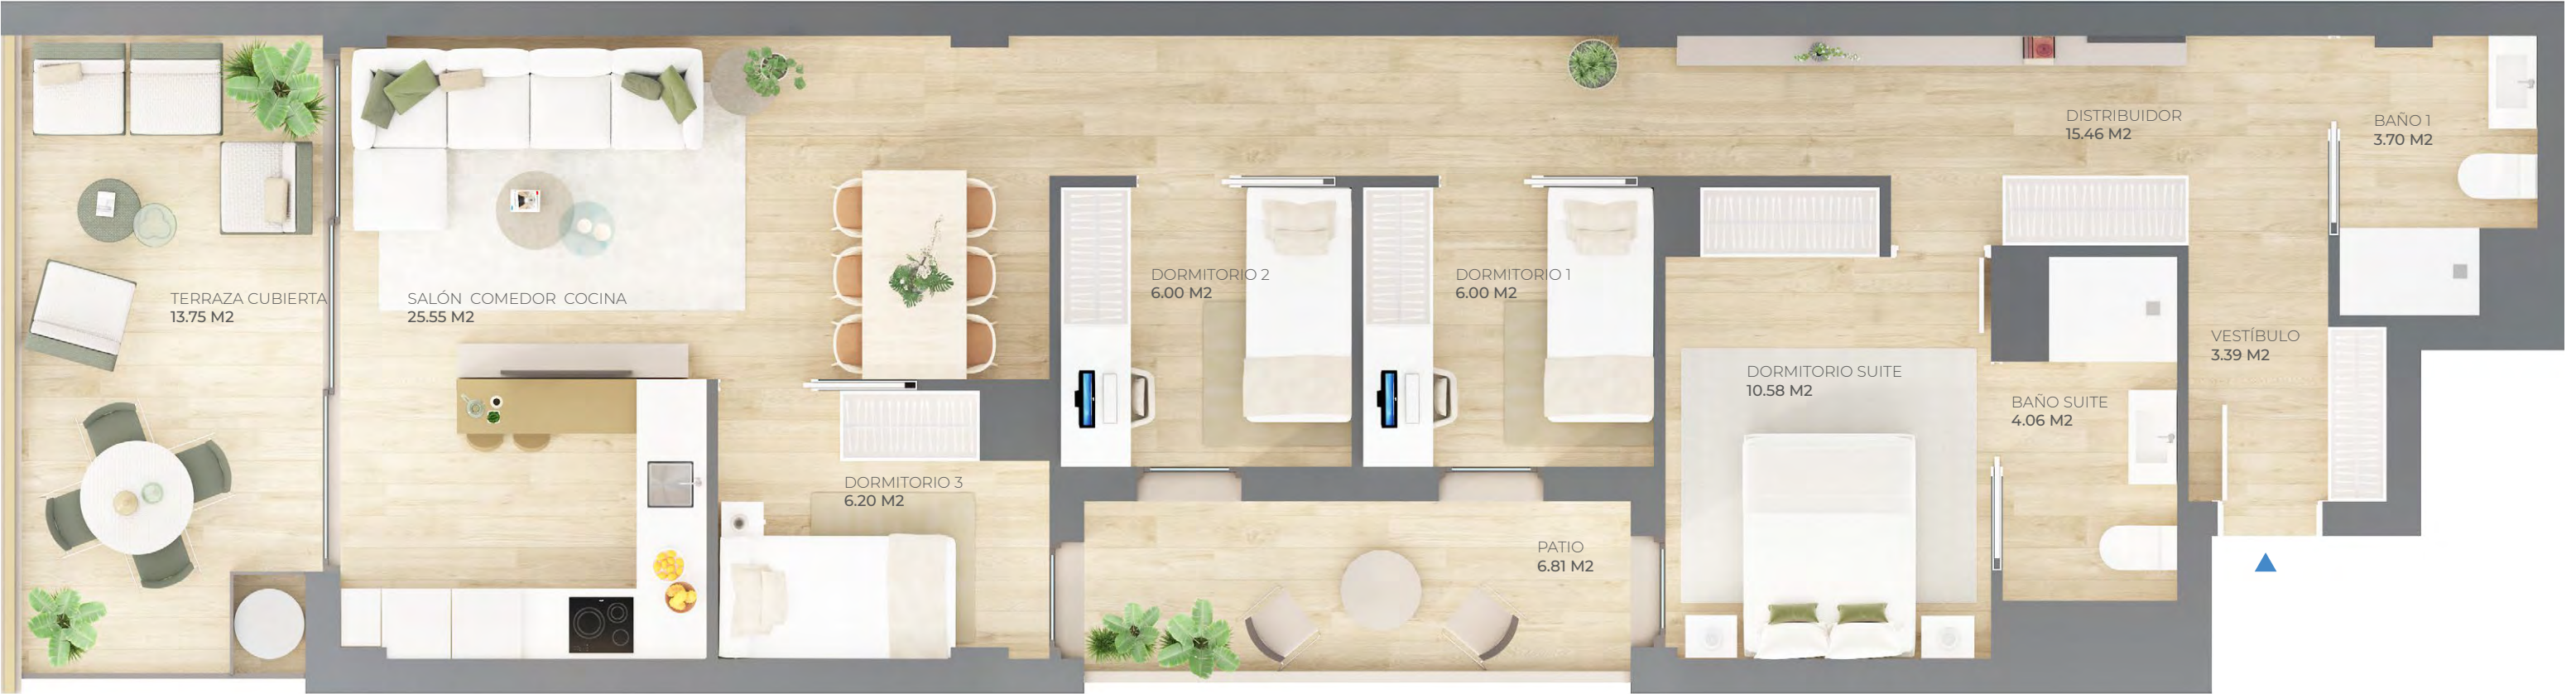 TERRAZA CUBIERTA
13.75 M2
SALÓN COMEDOR COCINA
25.55 M2
DORMITORIO 3
6.20 M2
DORMITORIO 2
6.00 M2
DORMITORIO 1
6.00 M2
PATIO
6.81 M2
DORMITORIO SUITE
10.58 M2
BAÑO SUITE
4.06 M2
DISTRIBUIDOR
15.46 M2
VESTÍBULO
3.39 M2
BAÑO 1
3.70 M2